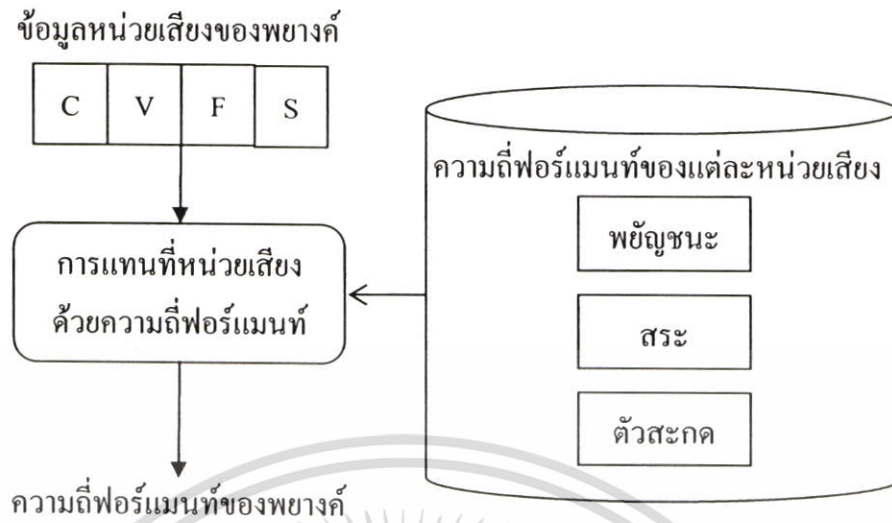 ข้อมูลหน่วยเสียงของพยางค์
C V F S
การแทนที่หน่วยเสียง
ด้วยความถี่ฟอร์แมนท์
ความถี่ฟอร์แมนท์ของพยางค์
ความถี่ฟอร์แมนท์ของแต่ละหน่วยเสียง
พยัญชนะ
สระ
ตัวสะกด